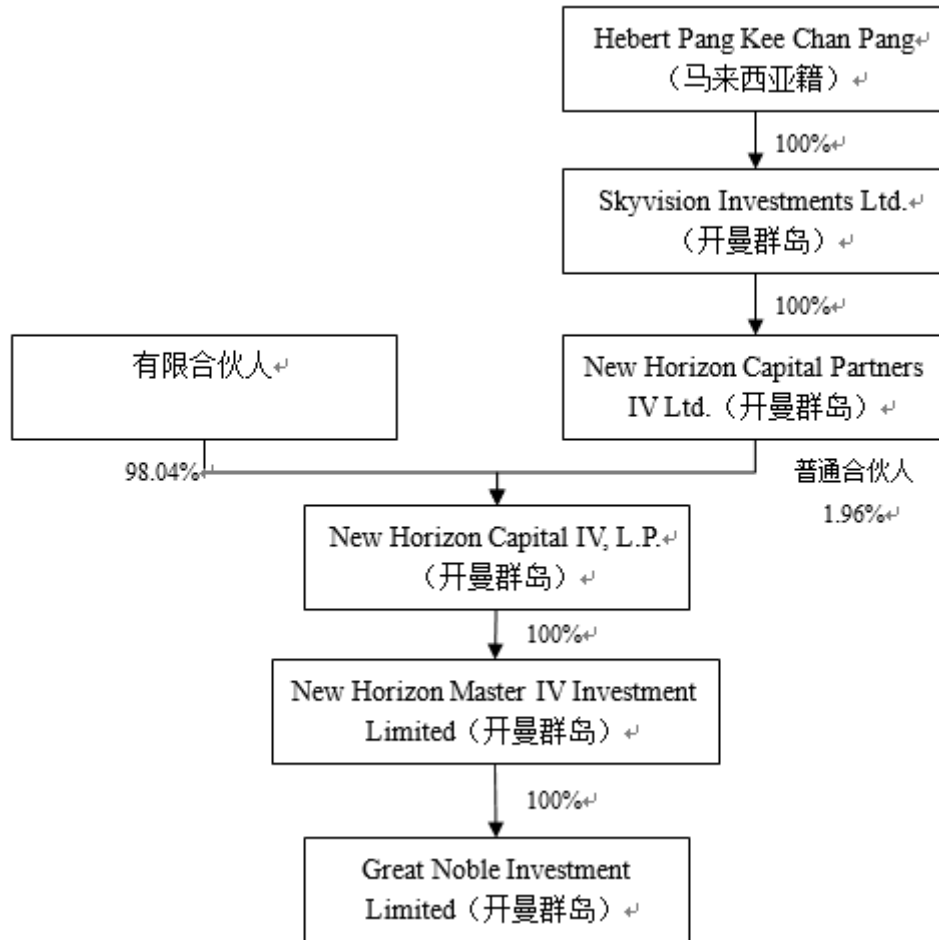 Hebert Pang Kee Chan Pang↵
（马来西亚籍）↵
100%↵
Skyvision Investments Ltd.↵
（开曼群岛）↵
100%↵
有限合伙人↵
New Horizon Capital Partners
IV Ltd.（开曼群岛）↵
98.04%↵
普通合伙人
1.96%↵
New Horizon Capital IV, L.P.↵
（开曼群岛）↵
100%↵
New Horizon Master IV Investment
Limited（开曼群岛）↵
100%↵
Great Noble Investment
Limited（开曼群岛）↵